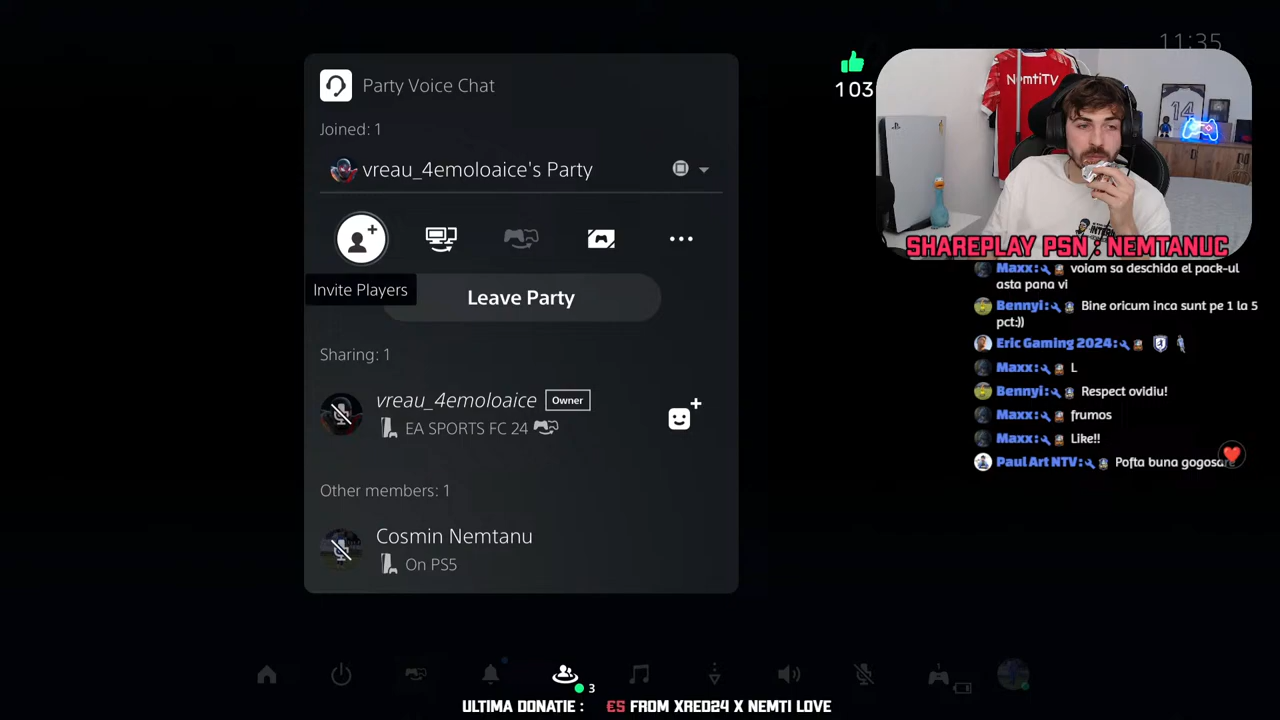 11:35
Party Voice Chat
Joined: 1
vreau_4emoloaice's Party
Invite Players
Leave Party
Sharing: 1
vreau_4emoloaice Owner
EA SPORTS FC 24
Other members: 1
Cosmin Nemtanu
On PS5
3
103
NemtiTV
14
SHAREPLAY PSN : NEMTANUC
Maxx: voiam sa deschida el pack-ul
asta pana vi
Bennyi: Bine oricum inca sunt pe 1 la 5
pct:))
Eric Gaming 2024:
Maxx: L
Bennyi: Respect ovidiu!
Maxx: frumos
Maxx: Like!!
Paul Art NTV: Pofta buna gogosare
ULTIMA DONATIE : €5 FROM XRED24 X NEMTI LOVE